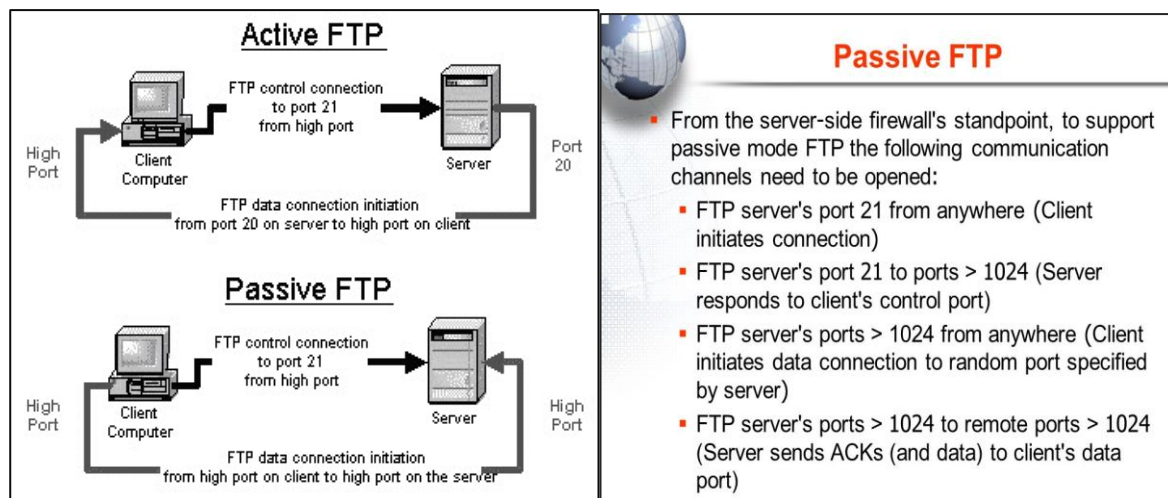 Active FTP
FTP control connection
to port 21
from high port
High
Port
Client
Computer
Server
Port
20
FTP data connection initiation
from port 20 on server to high port on client
Passive FTP
FTP control connection
to port 21
from high port
High
Port
Client
Computer
Server
High
Port
FTP data connection initiation
from high port on client to high port on the server
Passive FTP
▪ From the server-side firewall's standpoint, to support
passive mode FTP the following communication
channels need to be opened:
▪ FTP server's port 21 from anywhere (Client
initiates connection)
▪ FTP server's port 21 to ports > 1024 (Server
responds to client's control port)
▪ FTP server's ports > 1024 from anywhere (Client
initiates data connection to random port specified
by server)
▪ FTP server's ports > 1024 to remote ports > 1024
(Server sends ACKs (and data) to client's data
port)